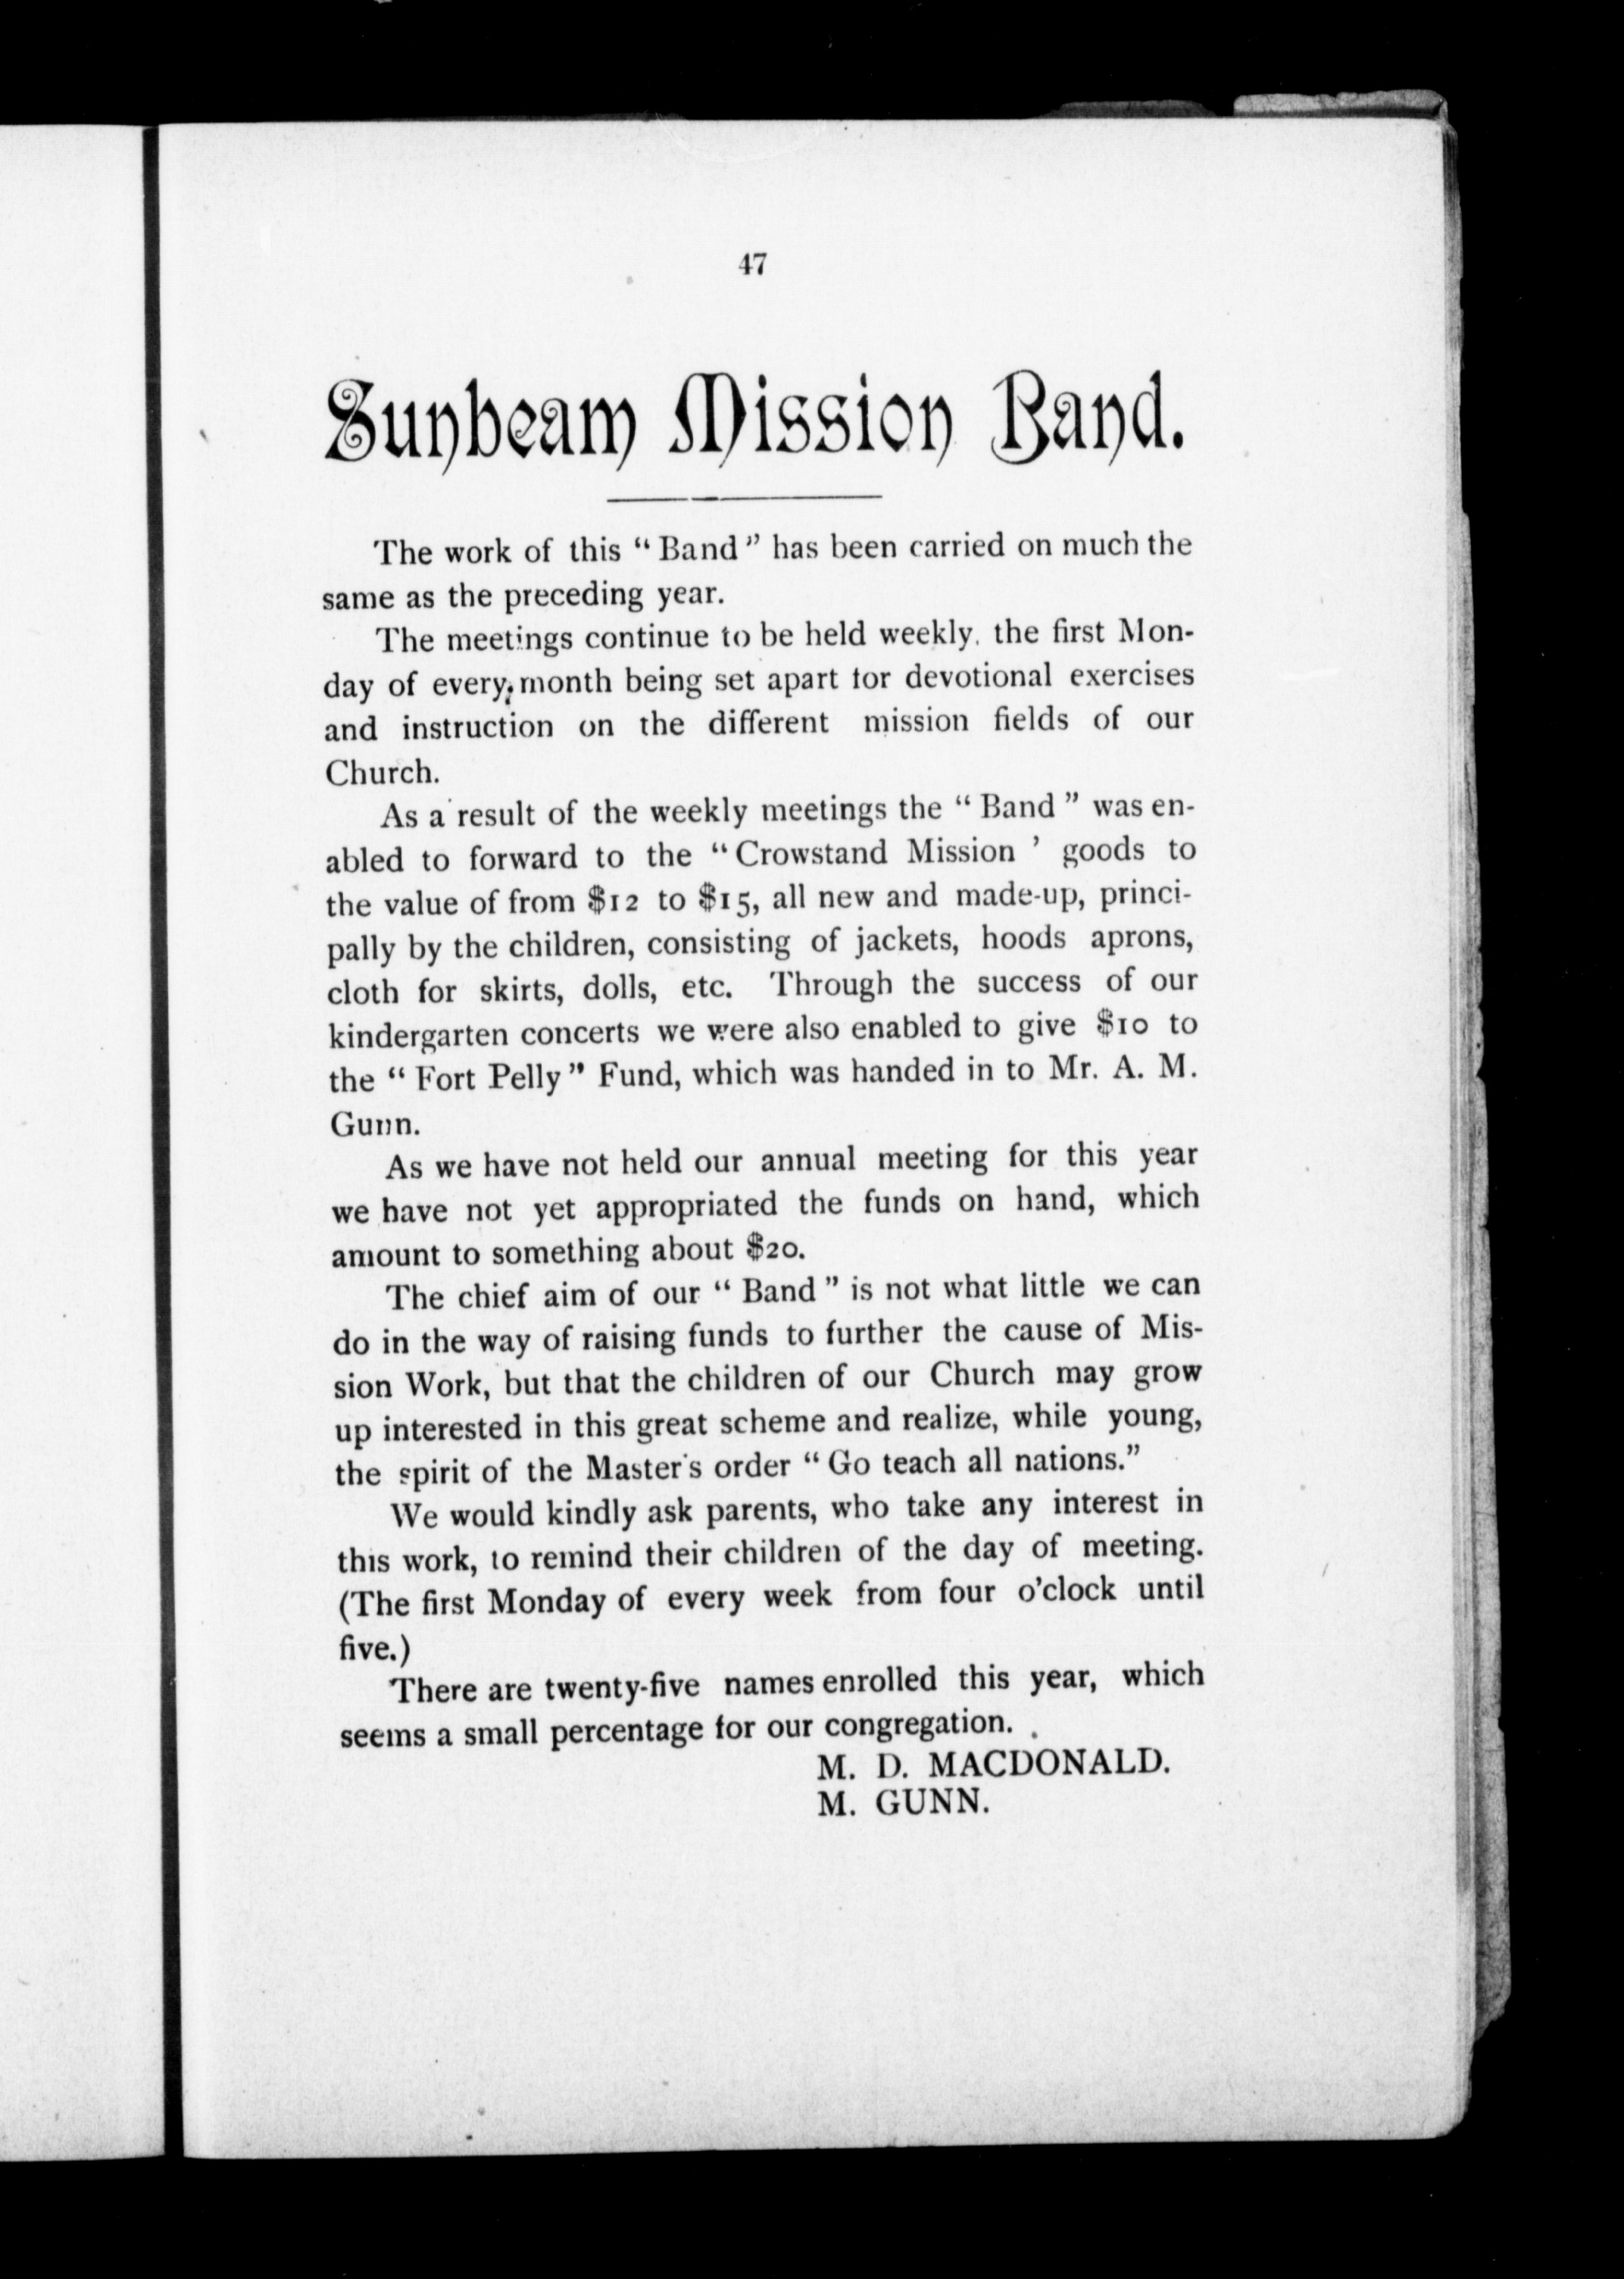 47
Sunbeam Mission Band.
The work of this “ Band ” has been carried on much the
same as the preceding year.
The meetings continue to be held weekly, the first Mon-
day of every month being set apart for devotional exercises
and instruction on the different mission fields of our
Church.
As a result of the weekly meetings the “ Band ” was en-
abled to forward to the “ Crowstand Mission ’ goods to
the value of from $12 to $15, all new and made-up, princi-
pally by the children, consisting of jackets, hoods aprons,
cloth for skirts, dolls, etc. Through the success of our
kindergarten concerts we were also enabled to give $10 to
the “ Fort Pelly ” Fund, which was handed in to Mr. A. M.
Gunn.
As we have not held our annual meeting for this year
we have not yet appropriated the funds on hand, which
amount to something about $20.
The chief aim of our “ Band ” is not what little we can
do in the way of raising funds to further the cause of Mis-
sion Work, but that the children of our Church may grow
up interested in this great scheme and realize, while young,
the spirit of the Master's order “ Go teach all nations.”
We would kindly ask parents, who take any interest in
this work, to remind their children of the day of meeting.
(The first Monday of every week from four o’clock until
five.)
There are twenty-five names enrolled this year, which
seems a small percentage for our congregation.
M. D. MACDONALD.
M. GUNN.